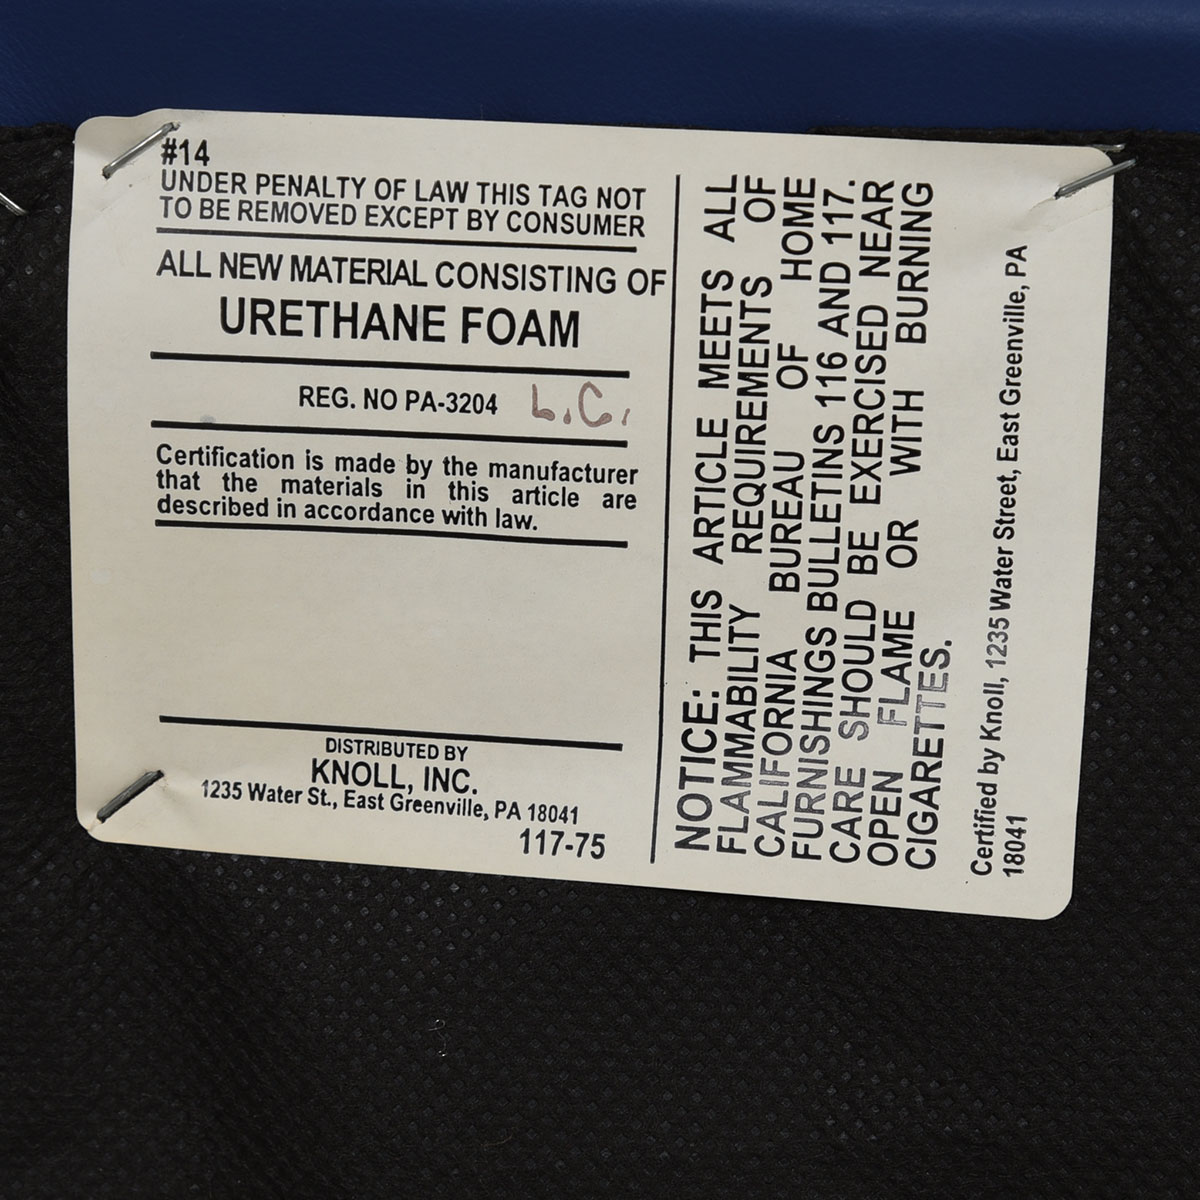 #14
UNDER PENALTY OF LAW THIS TAG NOT
TO BE REMOVED EXCEPT BY CONSUMER
ALL NEW MATERIAL CONSISTING OF
URETHANE FOAM
REG. NO PA-3204 L.C.
Certification is made by the manufacturer
that the materials in this article are
described in accordance with law.
DISTRIBUTED BY
KNOLL, INC.
1235 Water St., East Greenville, PA 18041
117-75
NOTICE: THIS ARTICLE MEETS ALL
FLAMMABILITY REQUIREMENTS OF
CALIFORNIA BUREAU OF HOME
FURNISHINGS BULLETINS 116 AND 117.
CARE SHOULD BE EXERCISED NEAR
OPEN FLAME OR WITH BURNING
CIGARETTES.
Certified by Knoll, 1235 Water Street, East Greenville, PA
18041